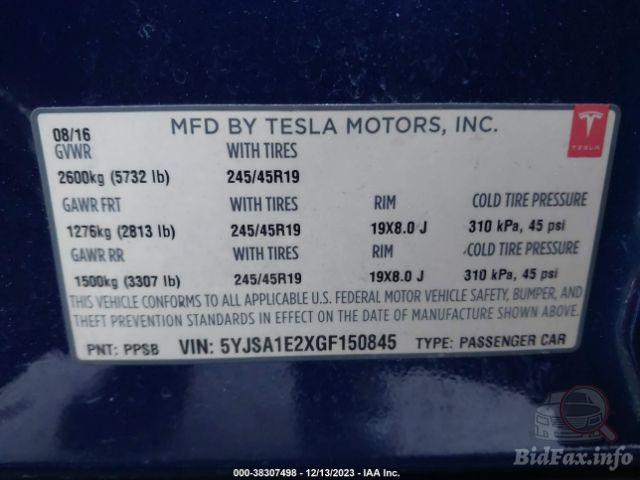 08/16 MFD BY TESLA MOTORS, INC.
TESLA
GVWR WITH TIRES
2600kg (5732 lb) 245/45R19
GAWR FRT WITH TIRES RIM COLD TIRE PRESSURE
1276kg (2813 lb) 245/45R19 19X8.0 J 310 kPa, 45 psi
GAWR RR WITH TIRES RIM COLD TIRE PRESSURE
1500kg (3307 lb) 245/45R19 19X8.0 J 310 kPa, 45 psi
THIS VEHICLE CONFORMS TO ALL APPLICABLE U.S. FEDERAL MOTOR VEHICLE SAFETY, BUMPER, AND
THEFT PREVENTION STANDARDS IN EFFECT ON THE DATE OF MANUFACTURE SHOWN ABOVE.
PNT: PPSB VIN: 5YJSA1E2XGF150845 TYPE: PASSENGER CAR
BidFax.info
000-38307498 - 12/13/2023 - IAA Inc.